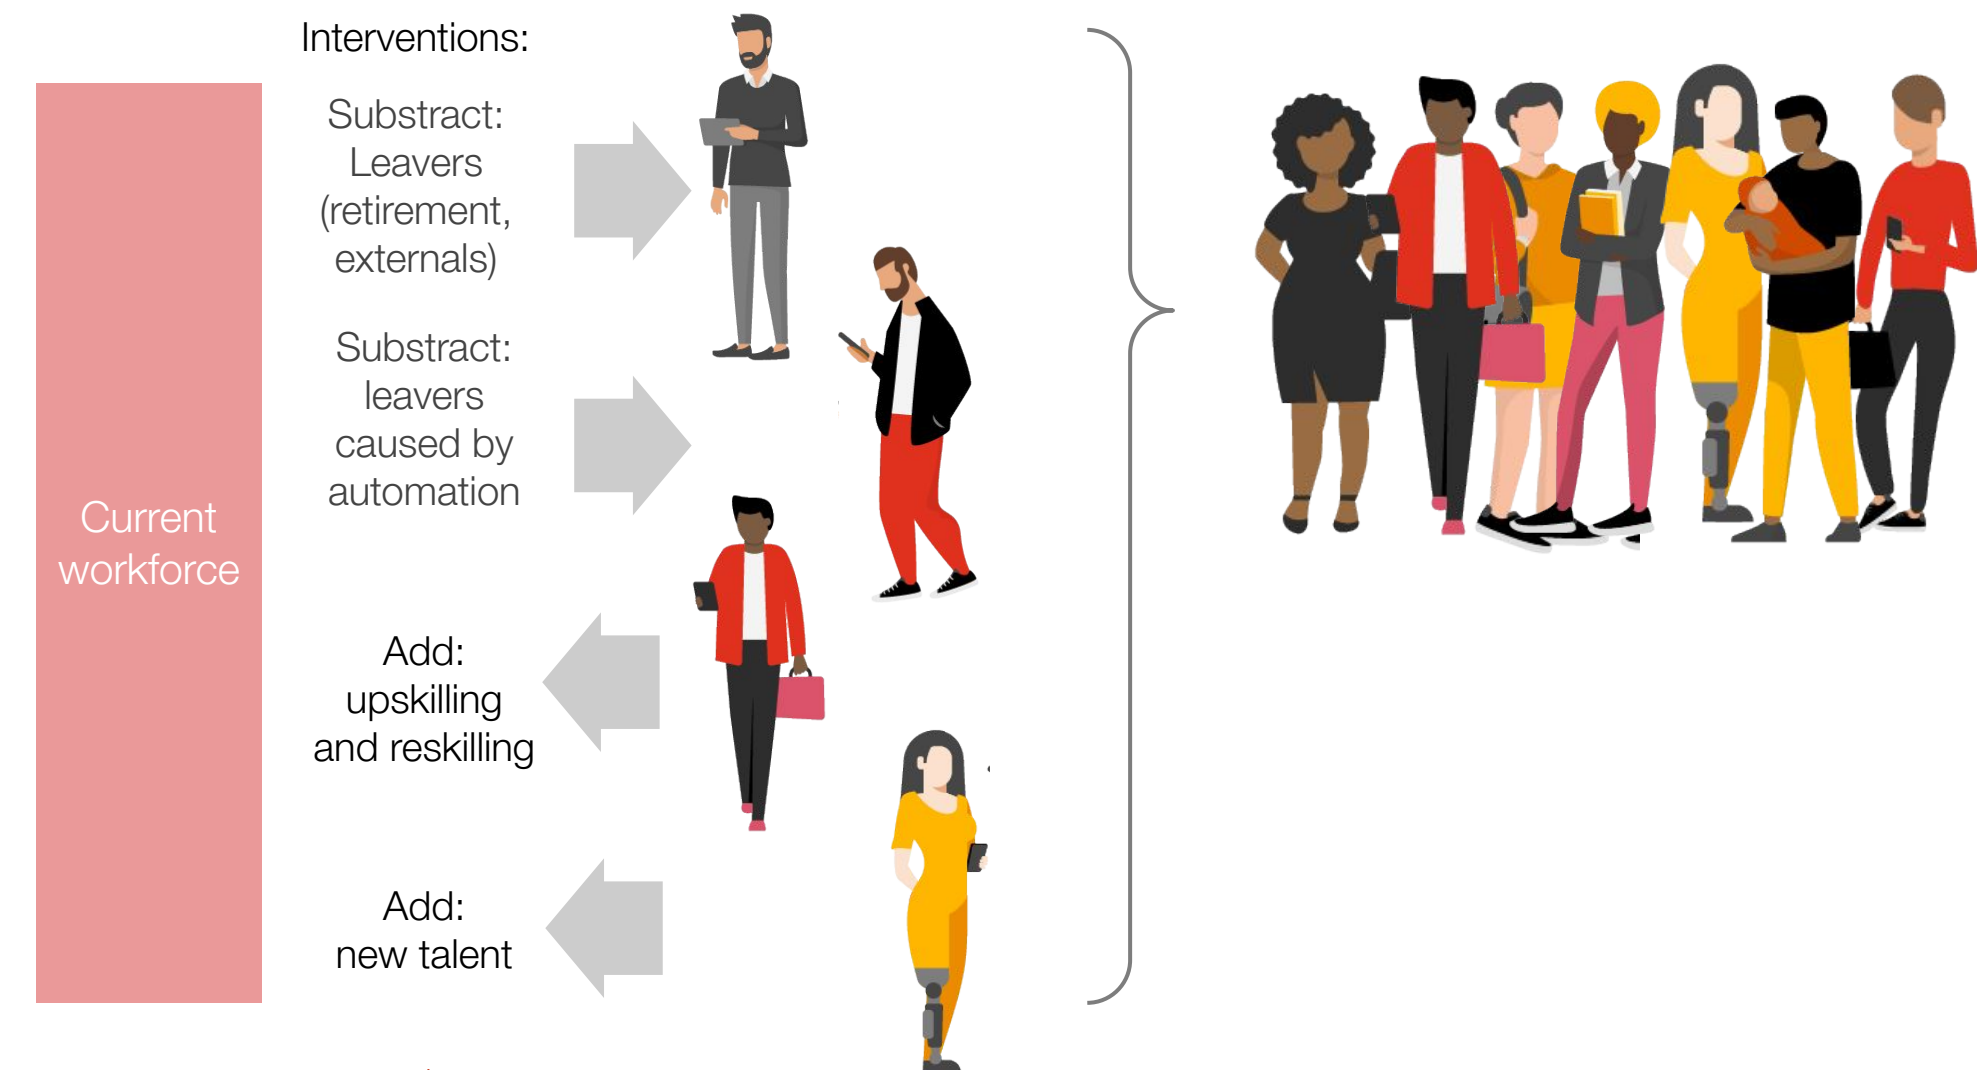 Interventions:
Substract:
Leavers
(retirement,
externals)
Substract:
leavers
caused by
automation
Current
workforce
Add:
upskilling
and reskilling
Add:
new talent